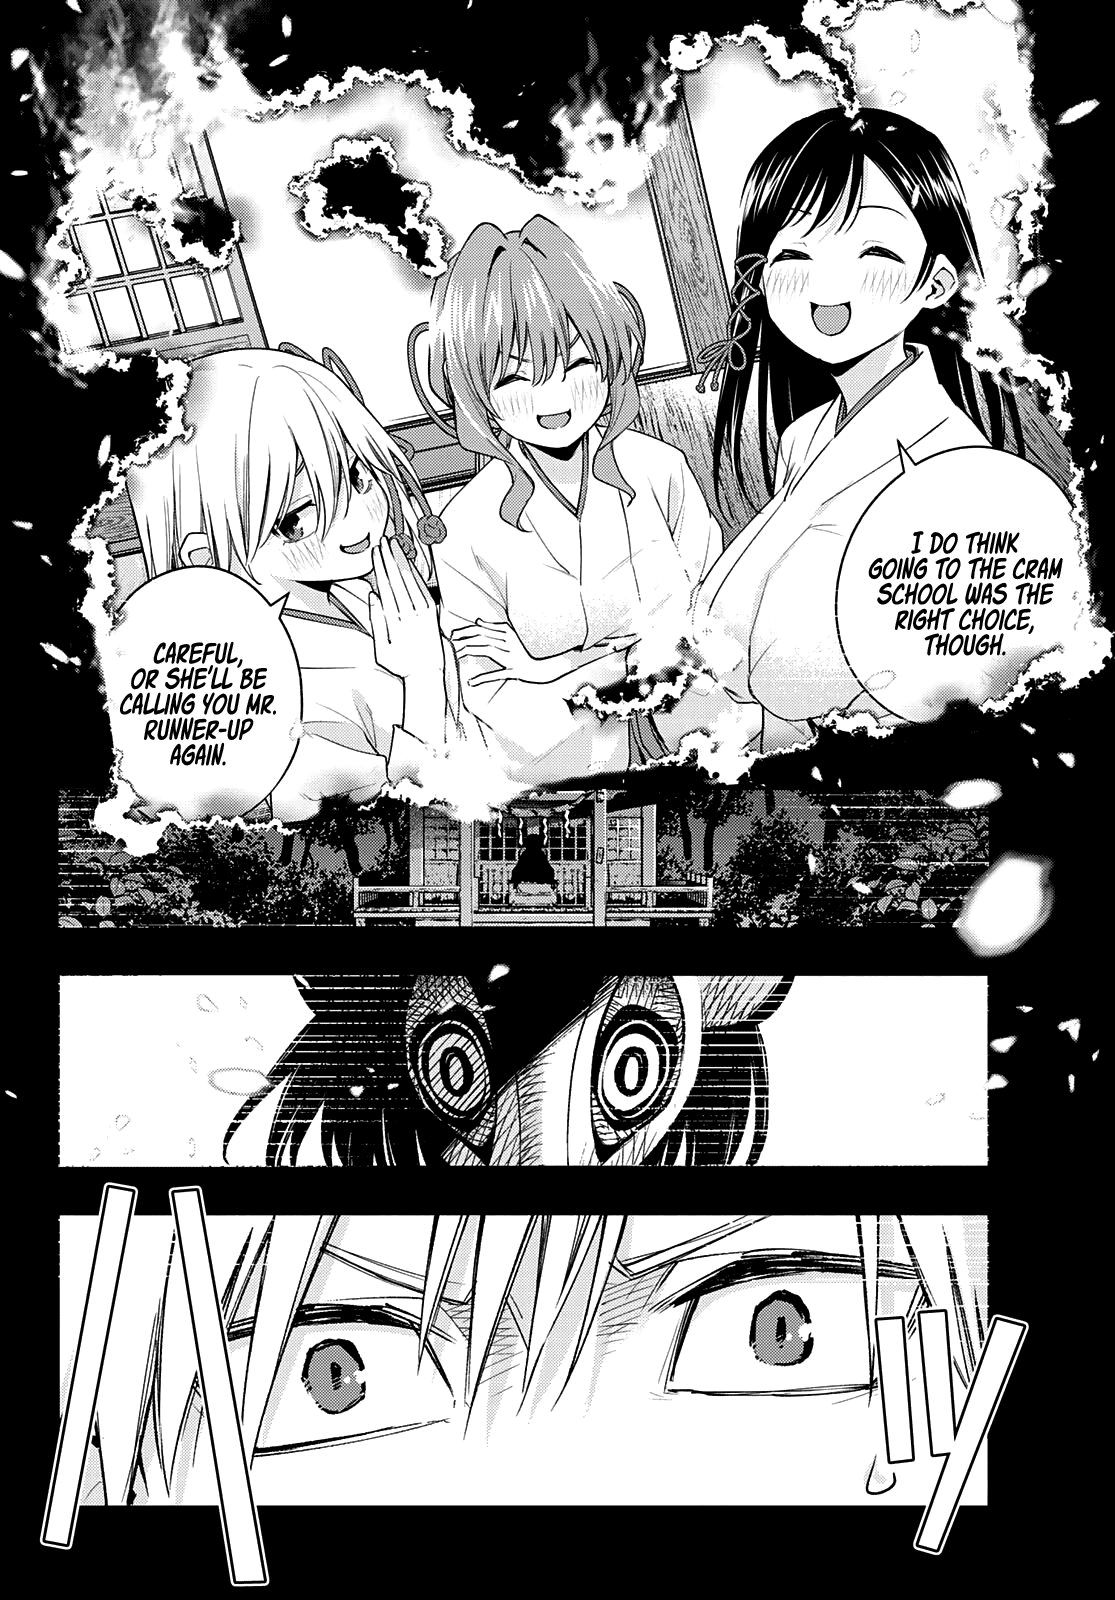 I DO THINK
GOING TO THE CRAM
SCHOOL WAS THE
RIGHT CHOICE,
THOUGH.
CAREFUL,
OR SHE'LL BE
CALLING YOU MR.
RUNNER-UP
AGAIN.